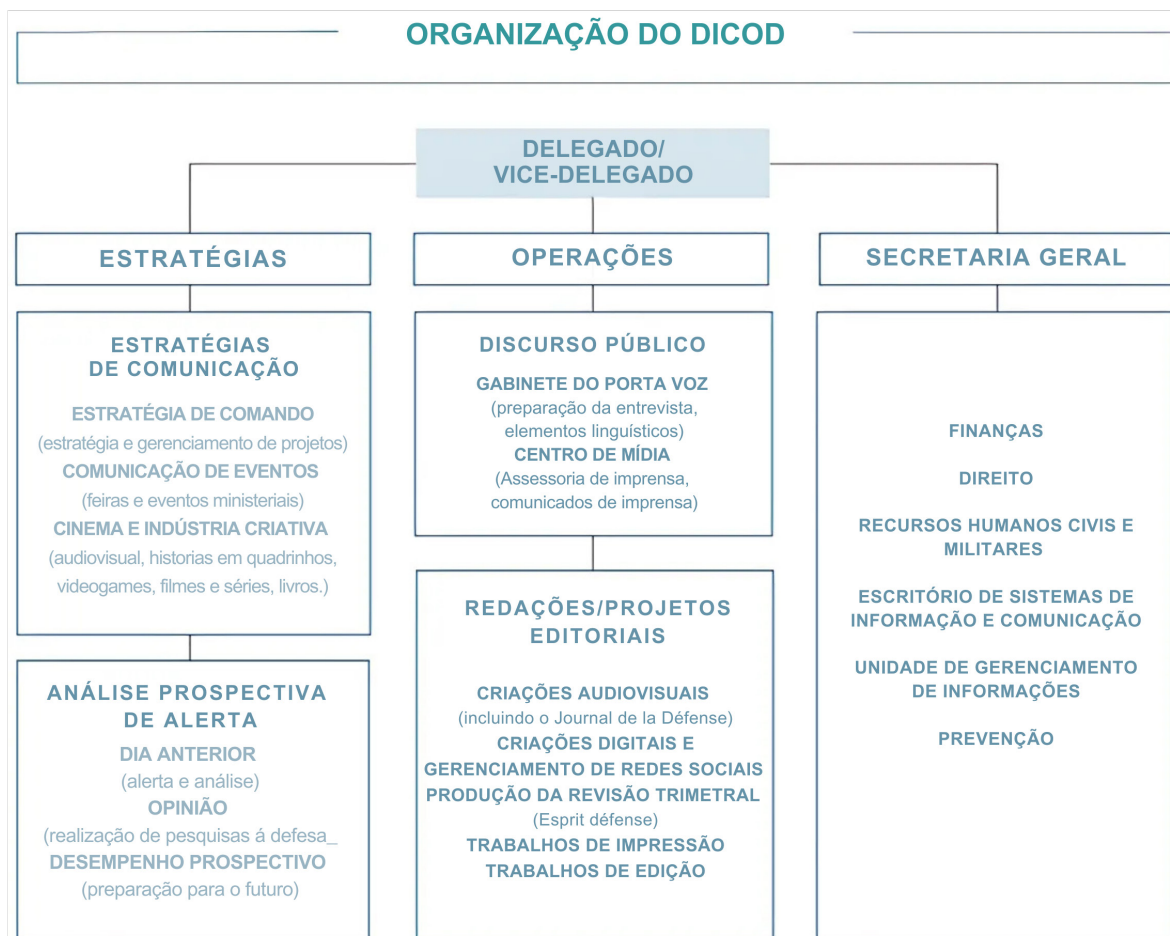 ORGANIZAÇÃO DO DICOD
DELEGADO/
VICE-DELEGADO
ESTRATÉGIAS
ESTRATÉGIAS
DE COMUNICAÇÃO
ESTRATÉGIA DE COMANDO
(estratégia e gerenciamento de projetos)
COMUNICAÇÃO DE EVENTOS
(feiras e eventos ministeriais)
CINEMA E INDÚSTRIA CRIATIVA
(audiovisual, historias em quadrinhos,
videogames, filmes e séries, livros.)
ANÁLISE PROSPECTIVA
DE ALERTA
DIA ANTERIOR
(alerta e análise)
OPINIÃO
(realização de pesquisas á defesa_
DESEMPENHO PROSPECTIVO
(preparação para o futuro)
OPERAÇÕES
DISCURSO PÚBLICO
GABINETE DO PORTA VOZ
(preparação da entrevista,
elementos linguísticos)
CENTRO DE MÍDIA
(Assessoria de imprensa,
comunicados de imprensa)
REDAÇÕES/PROJETOS
EDITORIAIS
CRIAÇÕES AUDIOVISUAIS
(incluindo o Journal de la Défense)
CRIAÇÕES DIGITAIS E
GERENCIAMENTO DE REDES SOCIAIS
PRODUÇÃO DA REVISÃO TRIMETRAL
(Esprit défense)
TRABALHOS DE IMPRESSÃO
TRABALHOS DE EDIÇÃO
SECRETARIA GERAL
FINANÇAS
DIREITO
RECURSOS HUMANOS CIVIS E
MILITARES
ESCRITÓRIO DE SISTEMAS DE
INFORMAÇÃO E COMUNICAÇÃO
UNIDADE DE GERENCIAMENTO
DE INFORMAÇÕES
PREVENÇÃO